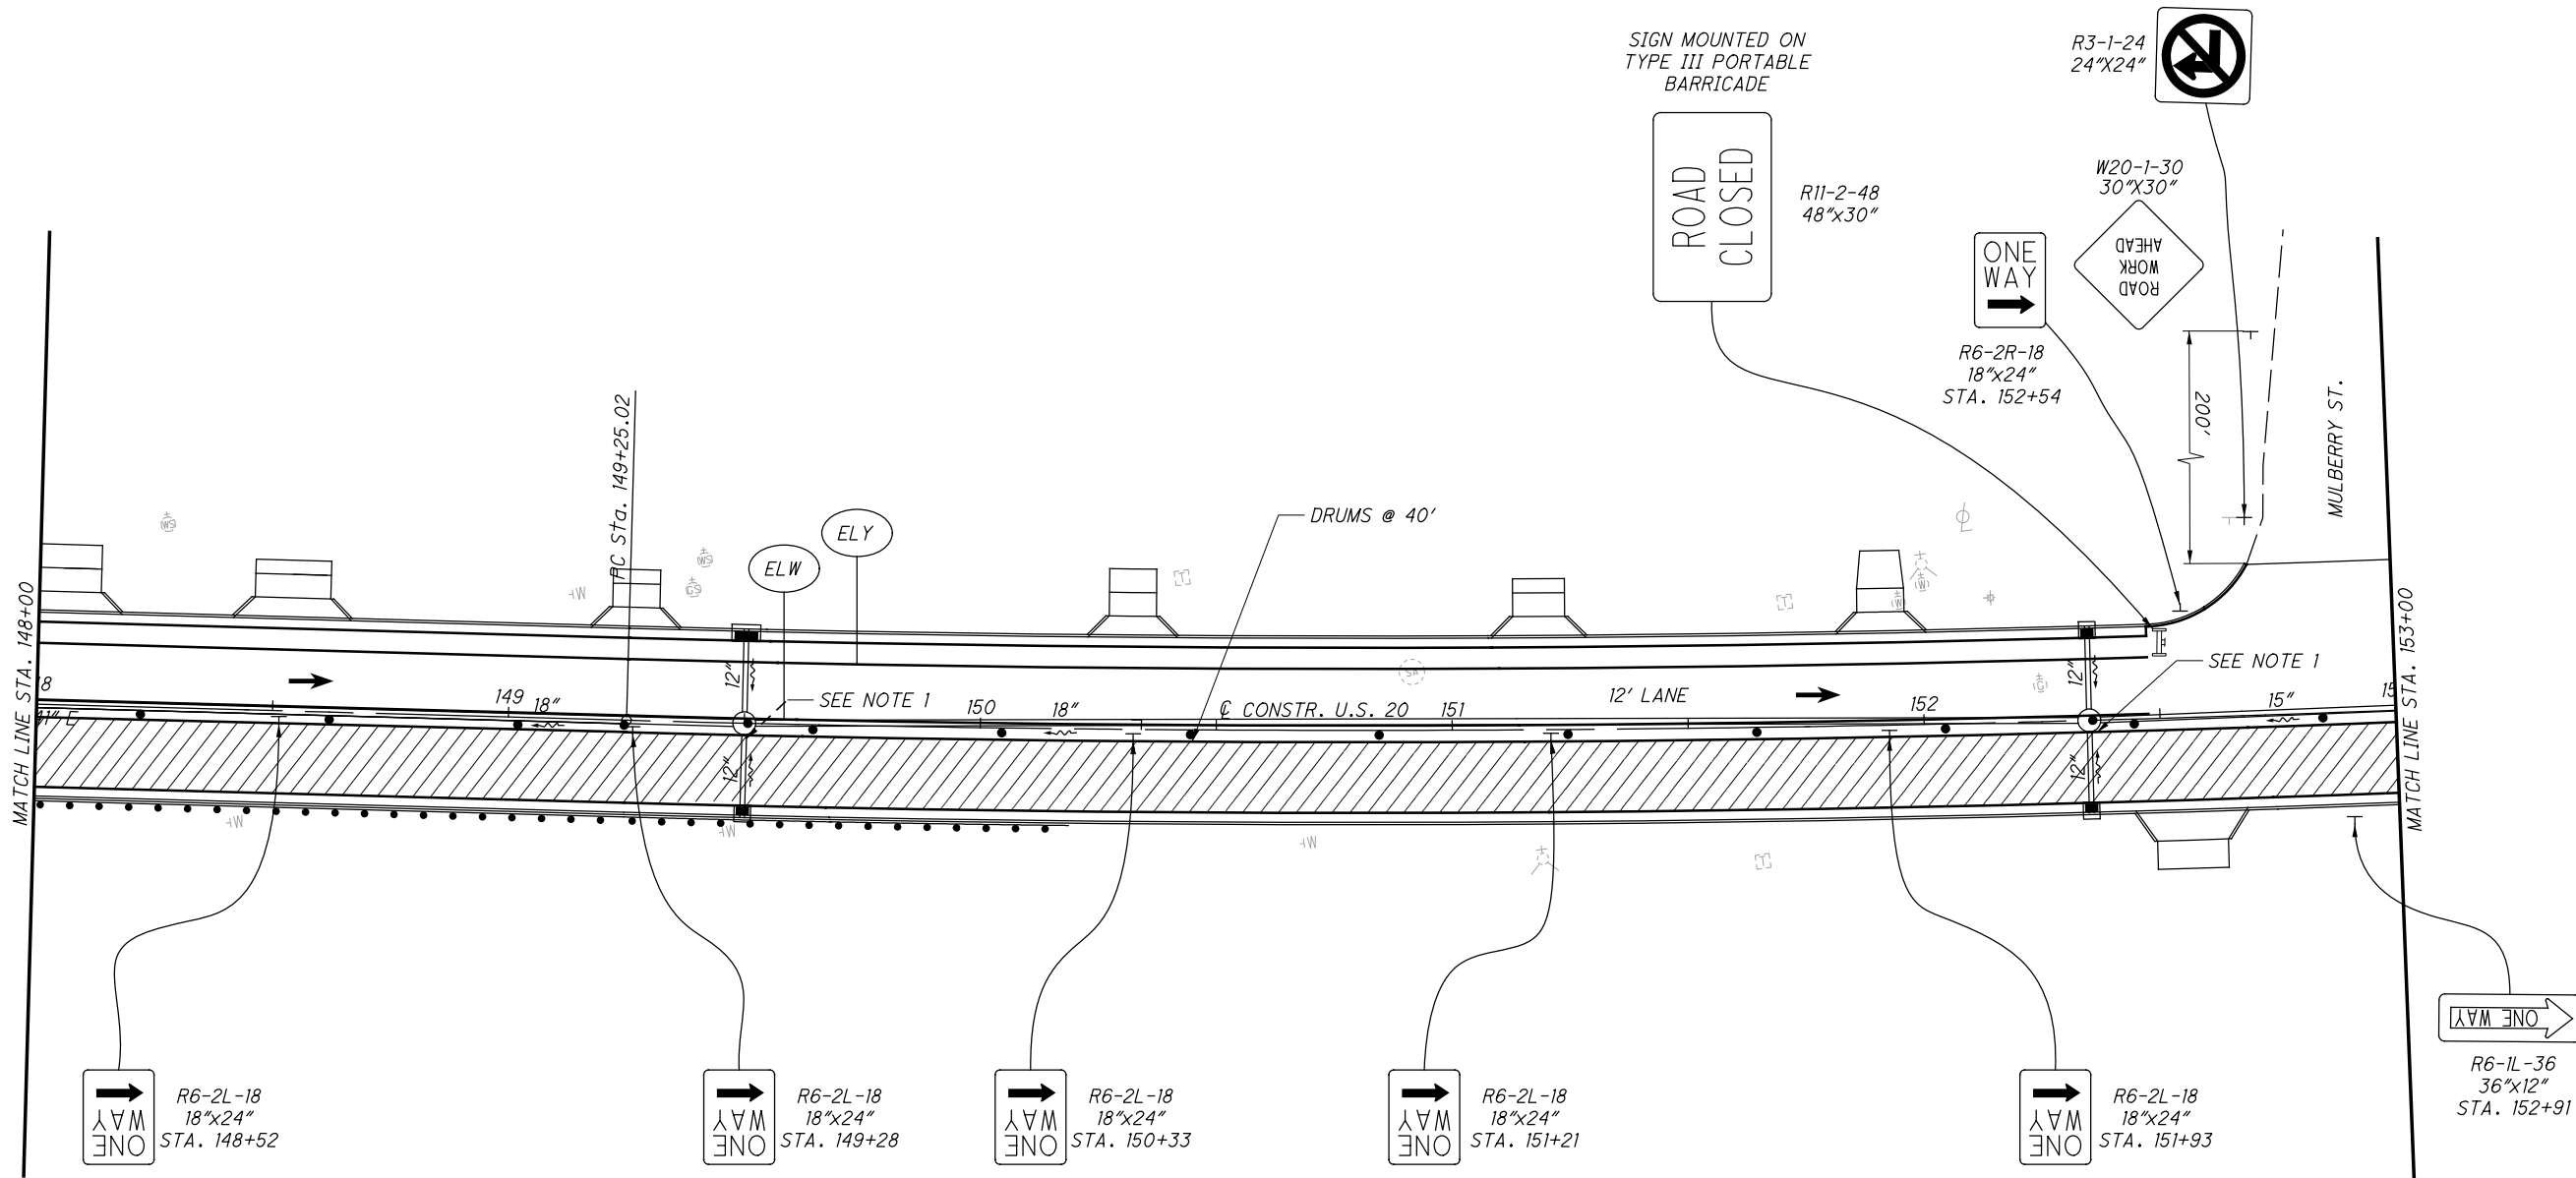 SIGN MOUNTED ON
TYPE III PORTABLE
BARRICADE
ROAD
CLOSED
R11-2-48
48"x30"
R3-1-24
24"X24"
W20-1-30
30"X30"
ROAD
WORK
AHEAD
ONE
WAY
R6-2R-18
18"x24"
STA. 152+54
200'
MULBERRY ST.
PC Sta. 149+25.02
ELW
ELY
DRUMS @ 40'
WS
WS
GS
W
T
T
W
W
MATCH LINE STA. 148+00
MATCH LINE STA. 153+00
SA
G
12"
12"
SEE NOTE 1
SEE NOTE 1
12' LANE
149
18"
150
18"
℄ CONSTR. U.S. 20
151
152
15"
15
8
41" E
12"
12"
W
W
W
T
ONE WAY
R6-1L-36
36"x12"
STA. 152+91
ONE
WAY
R6-2L-18
18"x24"
STA. 148+52
ONE
WAY
R6-2L-18
18"x24"
STA. 149+28
ONE
WAY
R6-2L-18
18"x24"
STA. 150+33
ONE
WAY
R6-2L-18
18"x24"
STA. 151+21
ONE
WAY
R6-2L-18
18"x24"
STA. 151+93